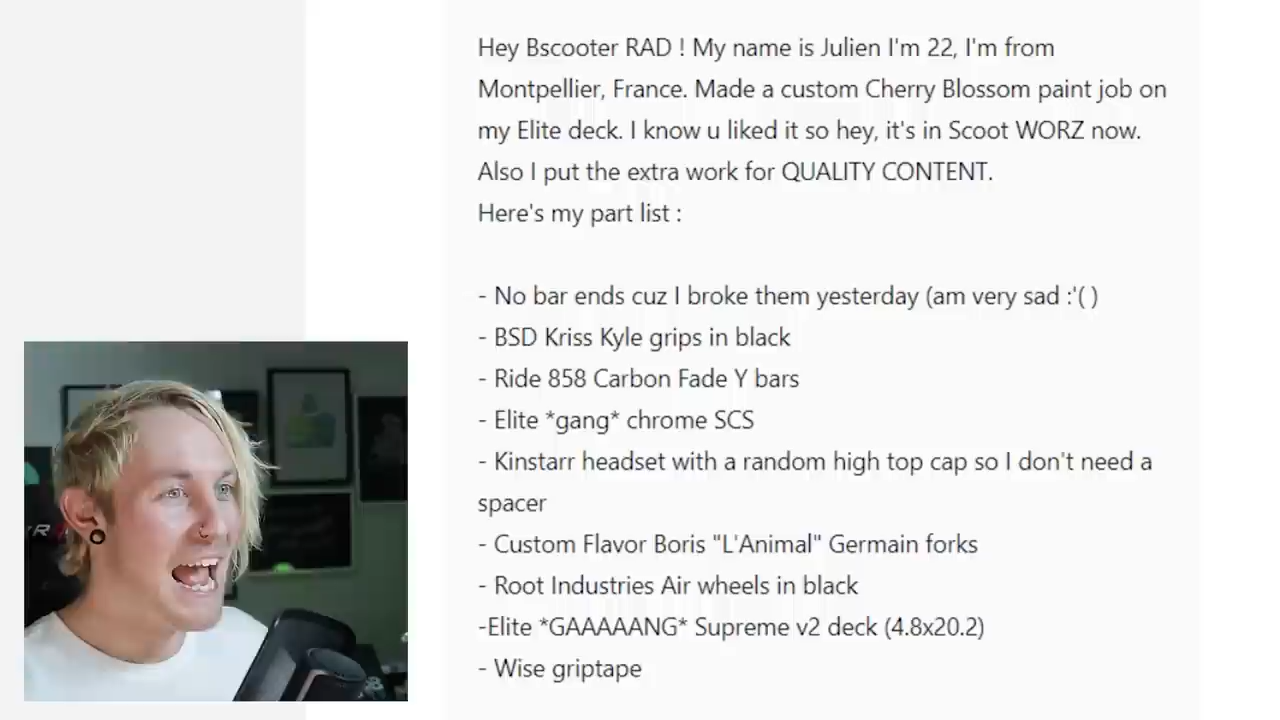 Hey Bscooter RAD ! My name is Julien I'm 22, I'm from
Montpellier, France. Made a custom Cherry Blossom paint job on
my Elite deck. I know u liked it so hey, it's in Scoot WORZ now.
Also I put the extra work for QUALITY CONTENT.
Here's my part list :
- No bar ends cuz I broke them yesterday (am very sad :'( )
- BSD Kriss Kyle grips in black
- Ride 858 Carbon Fade Y bars
- Elite *gang* chrome SCS
- Kinstarr headset with a random high top cap so I don't need a
spacer
- Custom Flavor Boris "L'Animal" Germain forks
- Root Industries Air wheels in black
-Elite *GAAAAANG* Supreme v2 deck (4.8x20.2)
- Wise griptape